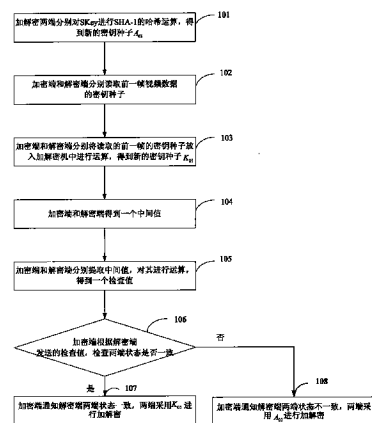 101
加解密两端分别对SKey进行SHA-1的哈希运算，得
到新的密钥种子A
102
加密端和解密端分别读取前一帧视频数据
的密钥种子
103
加密端和解密端分别将读取的前一帧的密钥种子放
入加解密机中进行运算，得到新的密钥种子K
104
加密端和解密端得到一个中间值
105
加密端和解密端分别提取中间值，对其进行运算，
得到一个检查值
106
加密端根据解密端
发送的检查值，检查两端状态是否一致
否
是
107
108
加密端通知解密端两端状态一致，两端采用K 进
行加解密
加密端通知解密端两端状态不一致，两端采
用 A 进行加解密